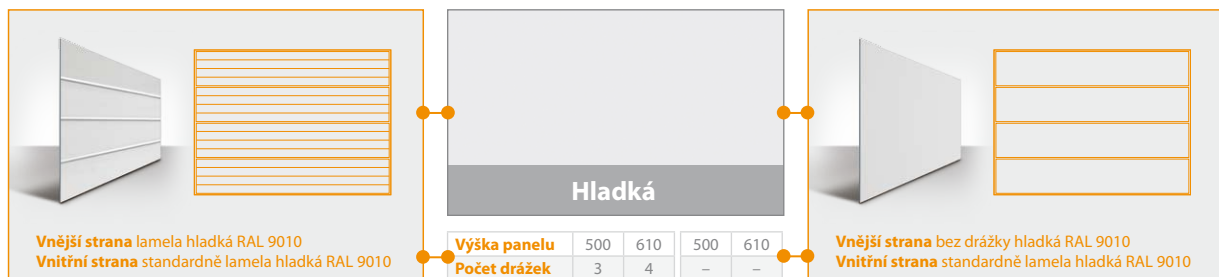 Vnější strana lamela hladká RAL 9010
Vnitřní strana standardně lamela hladká RAL 9010
Hladká
Výška panelu 500 610 500 610
Počet drážek 3 4 – –
Vnější strana bez drážky hladká RAL 9010
Vnitřní strana standardně lamela hladká RAL 9010